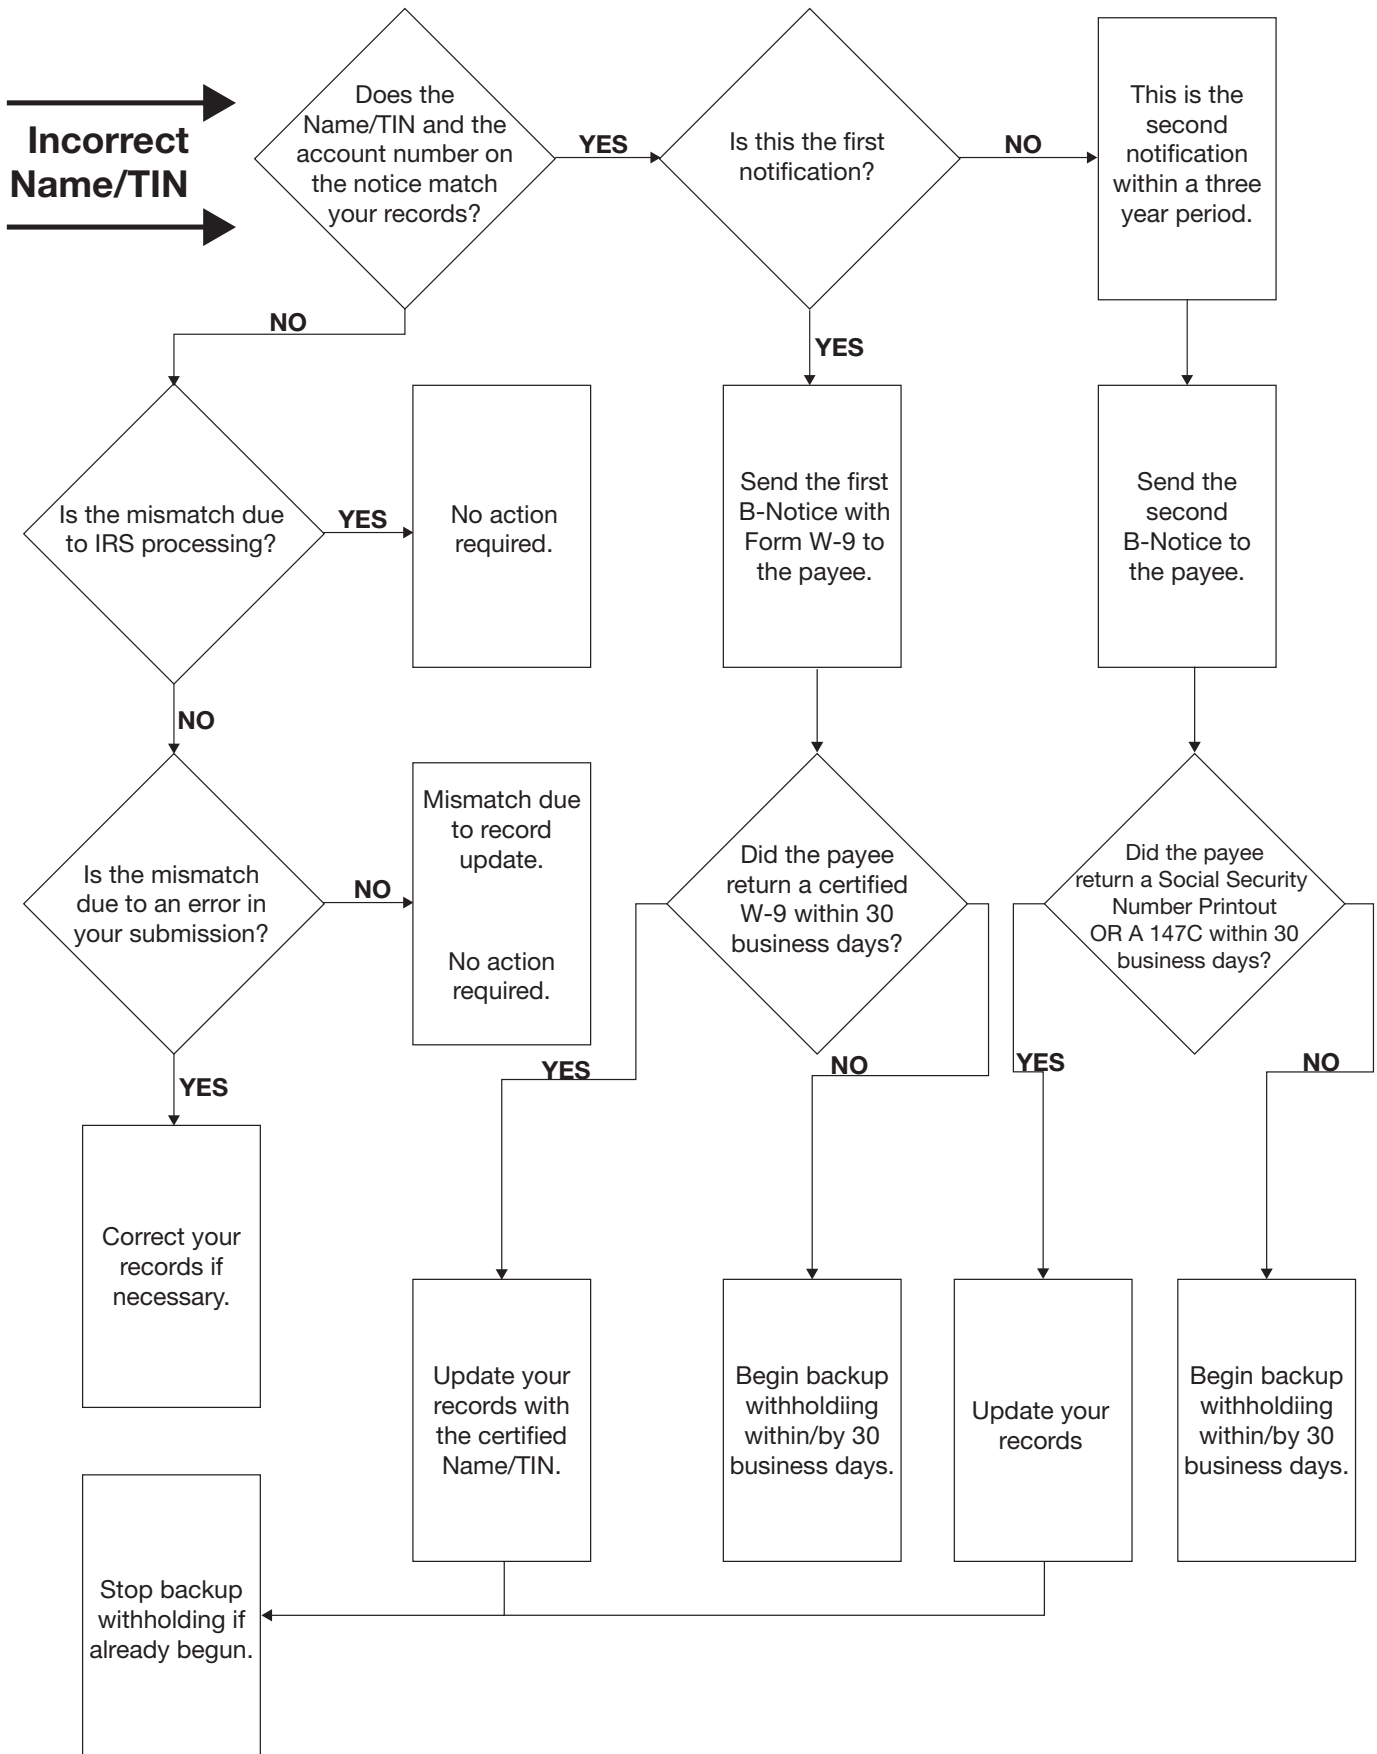 Incorrect
Name/TIN
Does the
Name/TIN and the
account number on
the notice match
your records?
YES
Is this the first
notification?
NO
This is the
second
notification
within a three
year period.
NO
YES
Is the mismatch due
to IRS processing?
YES
No action
required.
Send the first
B-Notice with
Form W-9 to
the payee.
Send the
second
B-Notice to
the payee.
NO
Is the mismatch
due to an error in
your submission?
NO
Mismatch due
to record
update.
No action
required.
Did the payee
return a certified
W-9 within 30
business days?
Did the payee
return a Social Security
Number Printout
OR A 147C within 30
business days?
YES
YES
NO
YES
NO
Correct your
records if
necessary.
Update your
records with
the certified
Name/TIN.
Begin backup
withholdiing
within/by 30
business days.
Update your
records
Begin backup
withholdiing
within/by 30
business days.
Stop backup
withholding if
already begun.